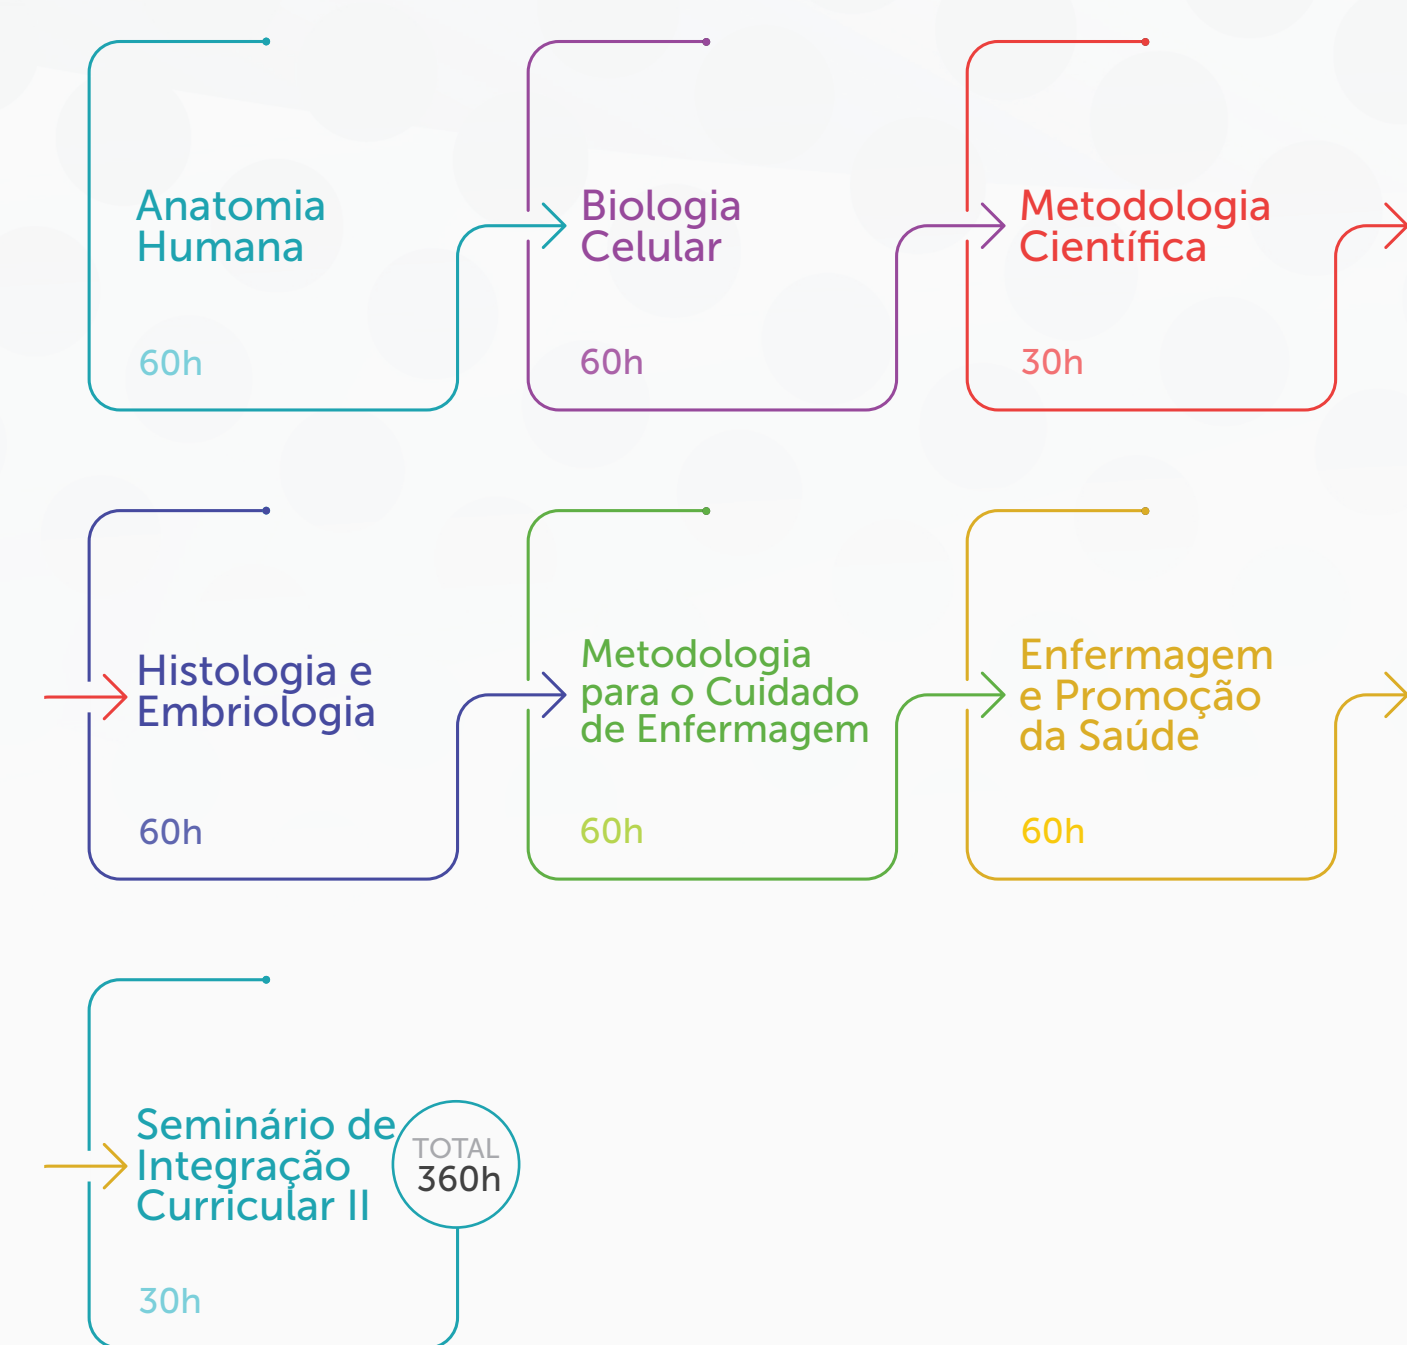 Anatomia
Humana
60h
Biologia
Celular
60h
Metodologia
Científica
30h
Histologia e
Embriologia
60h
Metodologia
para o Cuidado
de Enfermagem
60h
Enfermagem
e Promoção
da Saúde
60h
Seminário de
Integração
Curricular II
30h
TOTAL
360h